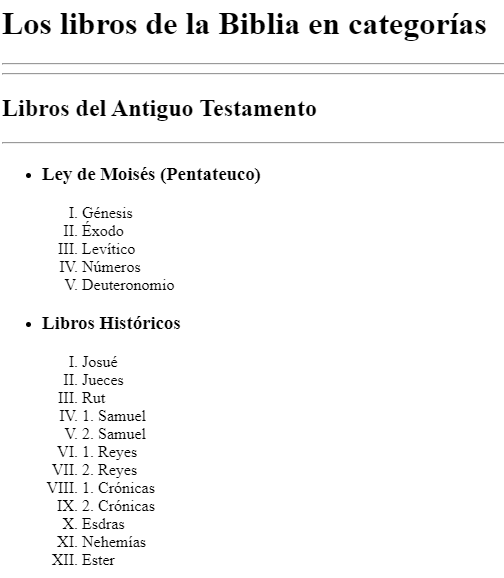 Los libros de la Biblia en categorías
Libros del Antiguo Testamento
• Ley de Moisés (Pentateuco)
I. Génesis
II. Éxodo
III. Levítico
IV. Números
V. Deuteronomio
• Libros Históricos
I. Josué
II. Jueces
III. Rut
IV. 1. Samuel
V. 2. Samuel
VI. 1. Reyes
VII. 2. Reyes
VIII. 1. Crónicas
IX. 2. Crónicas
X. Esdras
XI. Nehemías
XII. Ester